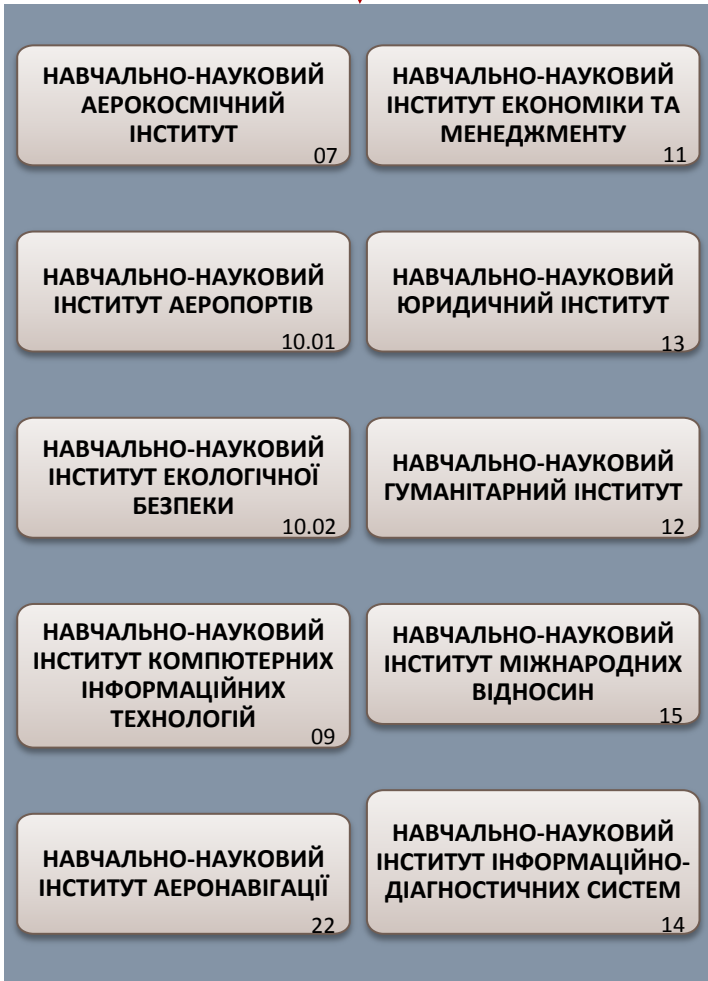 НАВЧАЛЬНО-НАУКОВИЙ
АЕРОКОСМІЧНИЙ
ІНСТИТУТ
07
НАВЧАЛЬНО-НАУКОВИЙ
ІНСТИТУТ ЕКОНОМІКИ ТА
МЕНЕДЖМЕНТУ
11
НАВЧАЛЬНО-НАУКОВИЙ
ІНСТИТУТ АЕРОПОРТІВ
10.01
НАВЧАЛЬНО-НАУКОВИЙ
ЮРИДИЧНИЙ ІНСТИТУТ
13
НАВЧАЛЬНО-НАУКОВИЙ
ІНСТИТУТ ЕКОЛОГІЧНОЇ
БЕЗПЕКИ
10.02
НАВЧАЛЬНО-НАУКОВИЙ
ГУМАНІТАРНИЙ ІНСТИТУТ
12
НАВЧАЛЬНО-НАУКОВИЙ
ІНСТИТУТ КОМПЮТЕРНИХ
ІНФОРМАЦІЙНИХ
ТЕХНОЛОГІЙ
09
НАВЧАЛЬНО-НАУКОВИЙ
ІНСТИТУТ МІЖНАРОДНИХ
ВІДНОСИН
15
НАВЧАЛЬНО-НАУКОВИЙ
ІНСТИТУТ АЕРОНАВІГАЦІЇ
22
НАВЧАЛЬНО-НАУКОВИЙ
ІНСТИТУТ ІНФОРМАЦІЙНО-
ДІАГНОСТИЧНИХ СИСТЕМ
14